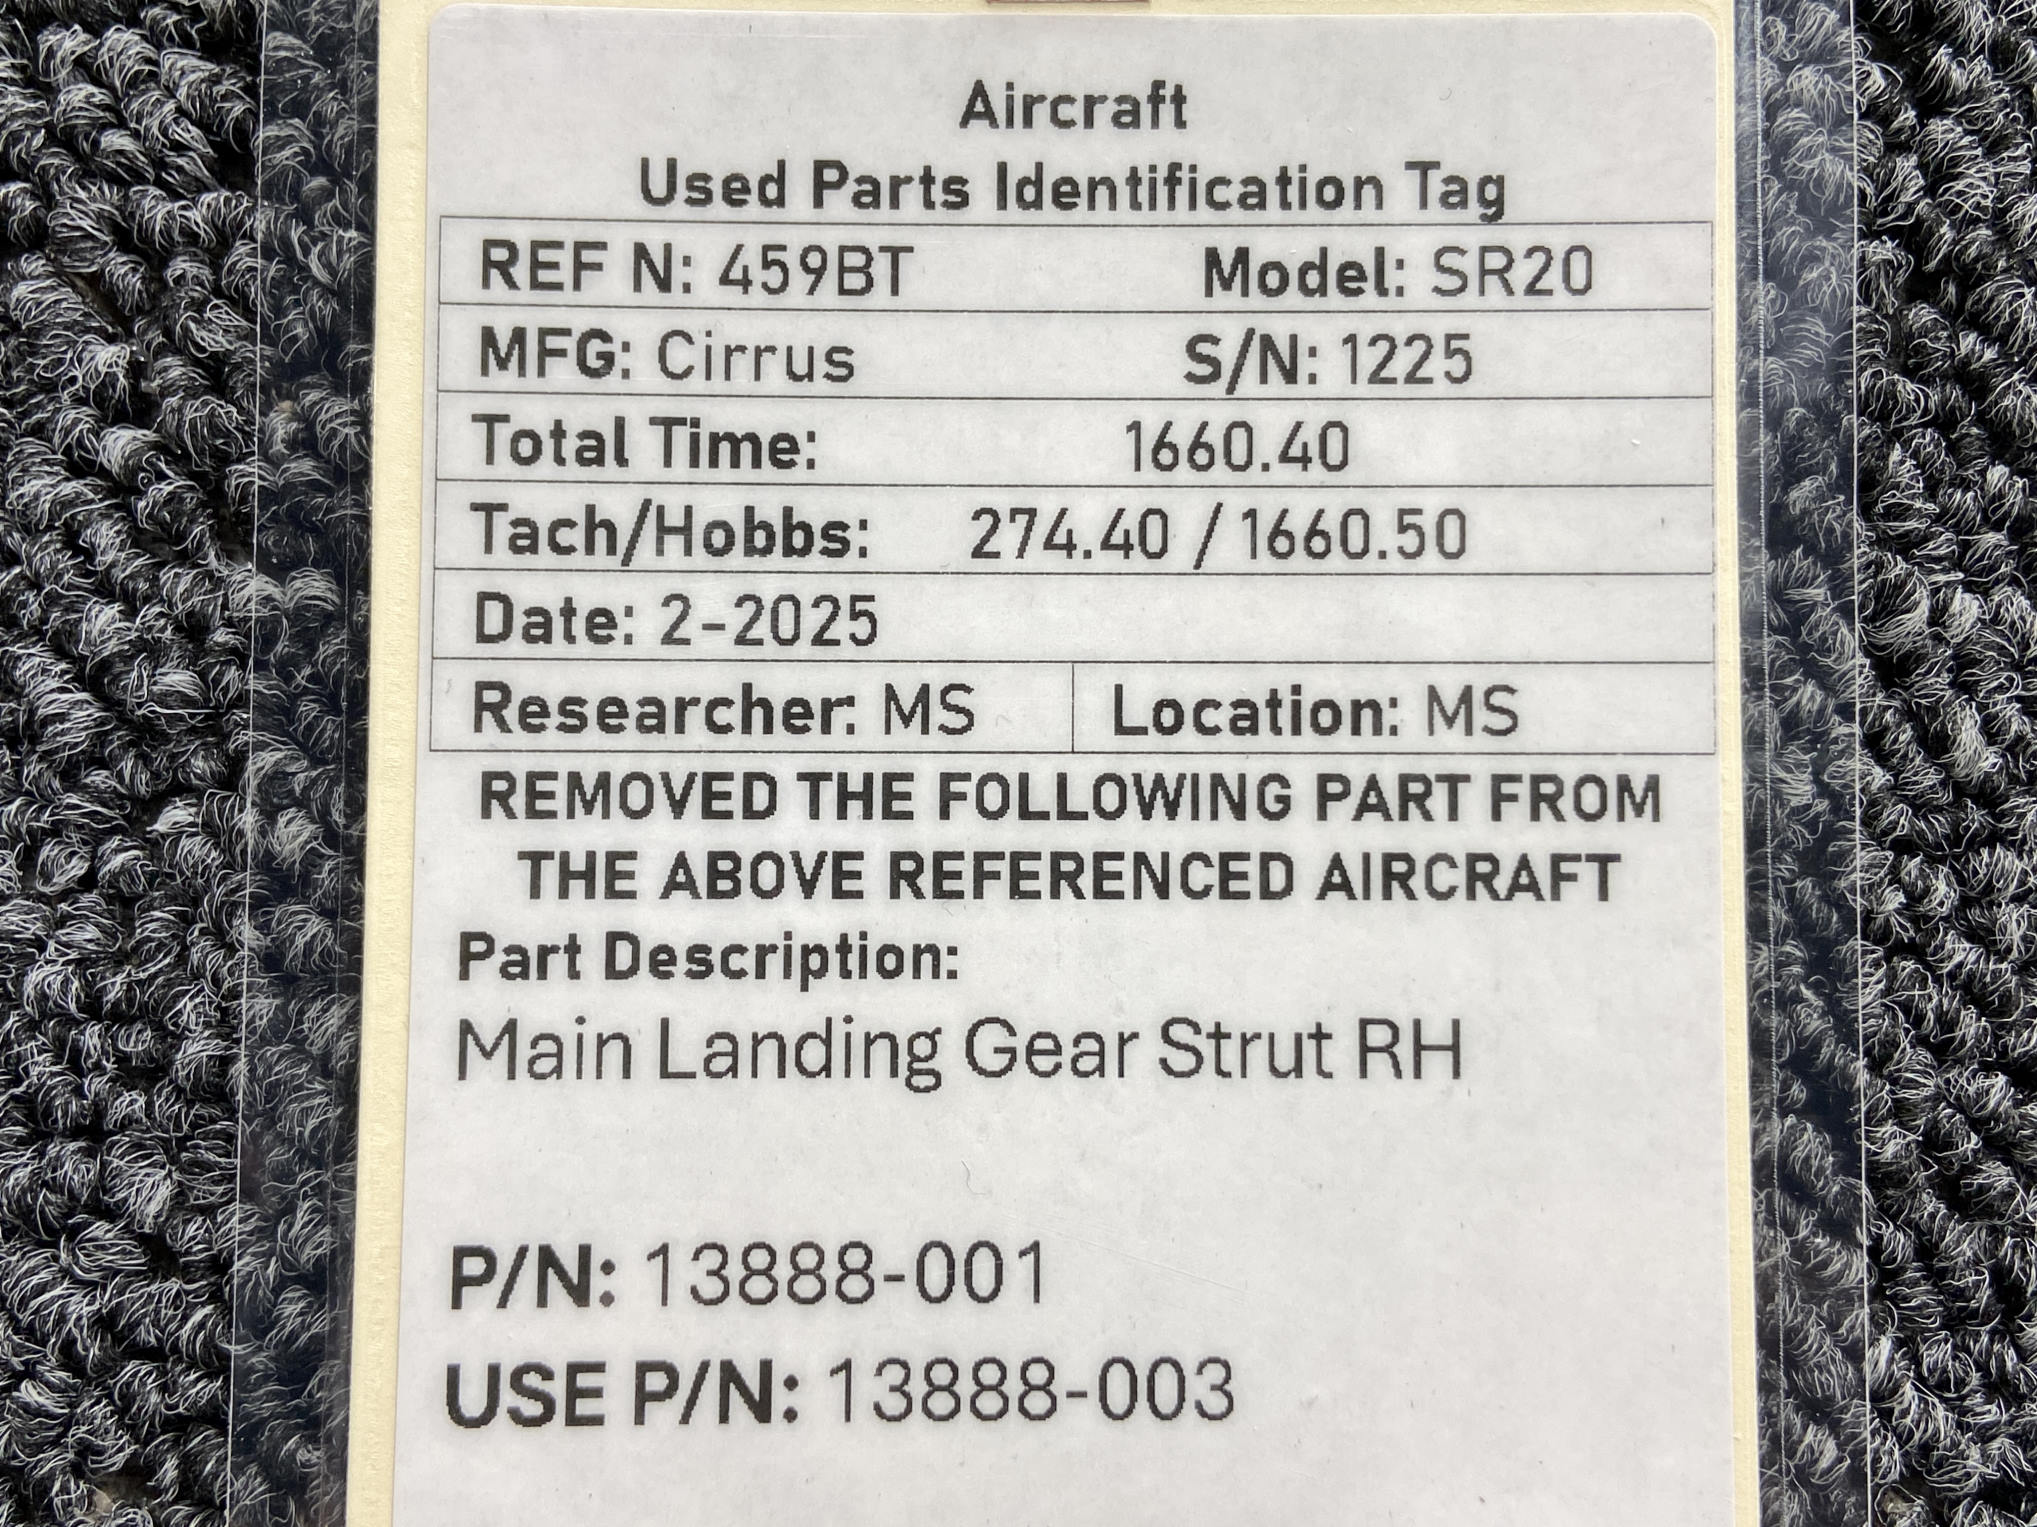 Aircraft
Used Parts Identification Tag
REF N: 459BT Model: SR20
MFG: Cirrus S/N: 1225
Total Time: 1660.40
Tach/Hobbs: 274.40 / 1660.50
Date: 2-2025
Researcher: MS Location: MS
REMOVED THE FOLLOWING PART FROM
THE ABOVE REFERENCED AIRCRAFT
Part Description:
Main Landing Gear Strut RH
P/N: 13888-001
USE P/N: 13888-003